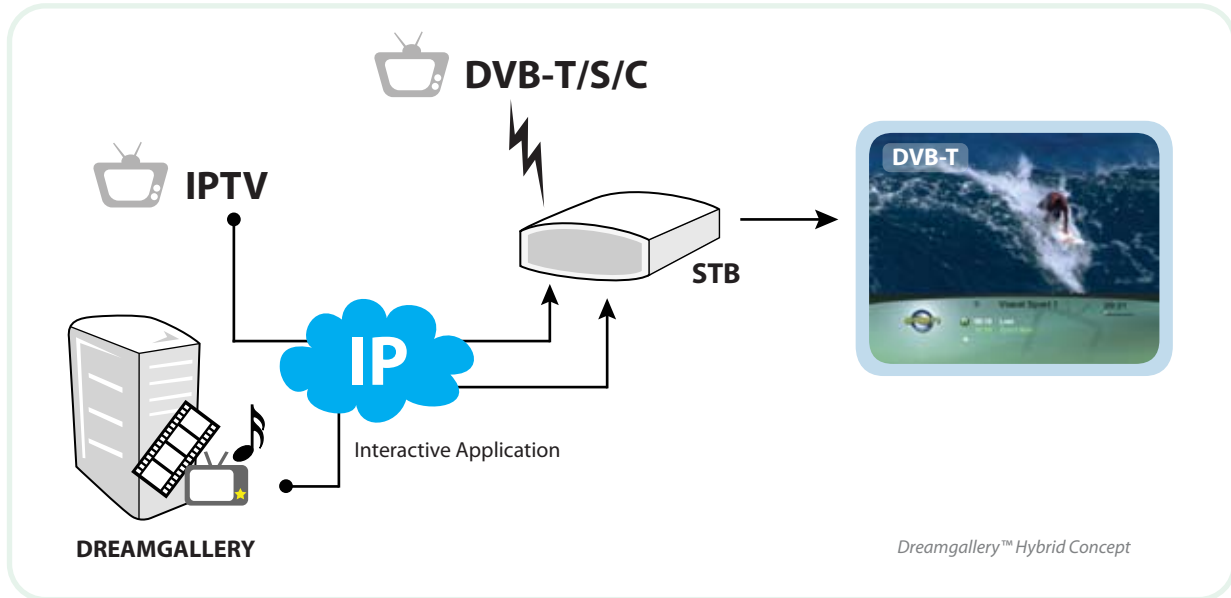 DVB-T/S/C
IPTV
DVB-T
STB
IP
Interactive Application
DREAMGALLERY
Dreamgallery™ Hybrid Concept